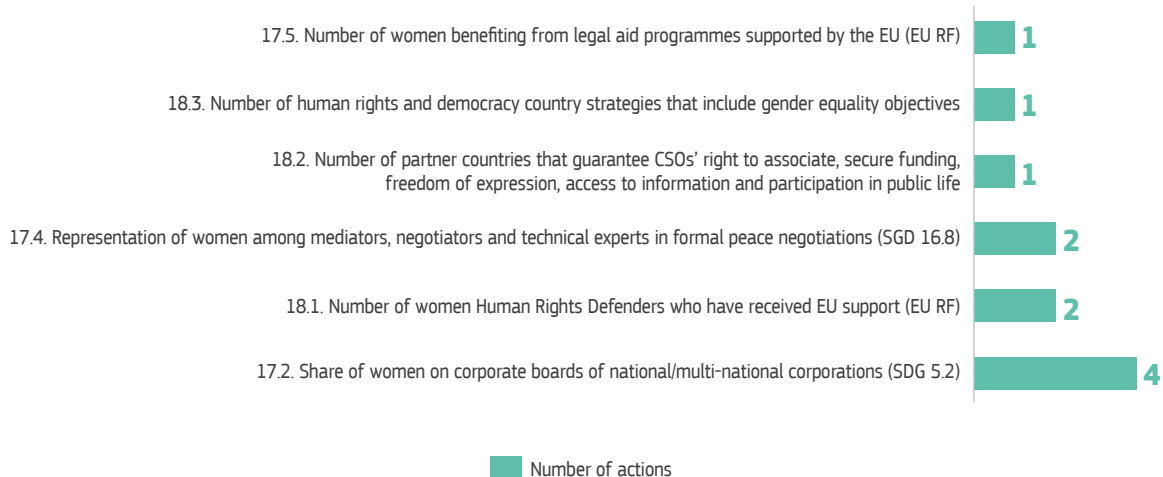 17.5. Number of women benefiting from legal aid programmes supported by the EU (EU RF) 1
18.3. Number of human rights and democracy country strategies that include gender equality objectives 1
18.2. Number of partner countries that guarantee CSOs’ right to associate, secure funding,
freedom of expression, access to information and participation in public life 1
17.4. Representation of women among mediators, negotiators and technical experts in formal peace negotiations (SGD 16.8) 2
18.1. Number of women Human Rights Defenders who have received EU support (EU RF) 2
17.2. Share of women on corporate boards of national/multi-national corporations (SDG 5.2) 4
Number of actions